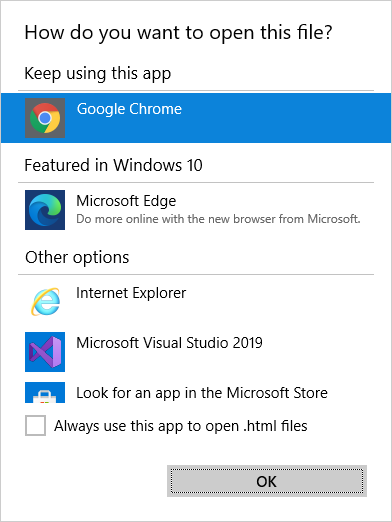 How do you want to open this file?
Keep using this app
Google Chrome
Featured in Windows 10
Microsoft Edge
Do more online with the new browser from Microsoft.
Other options
Internet Explorer
Microsoft Visual Studio 2019
Look for an app in the Microsoft Store
Always use this app to open .html files
OK